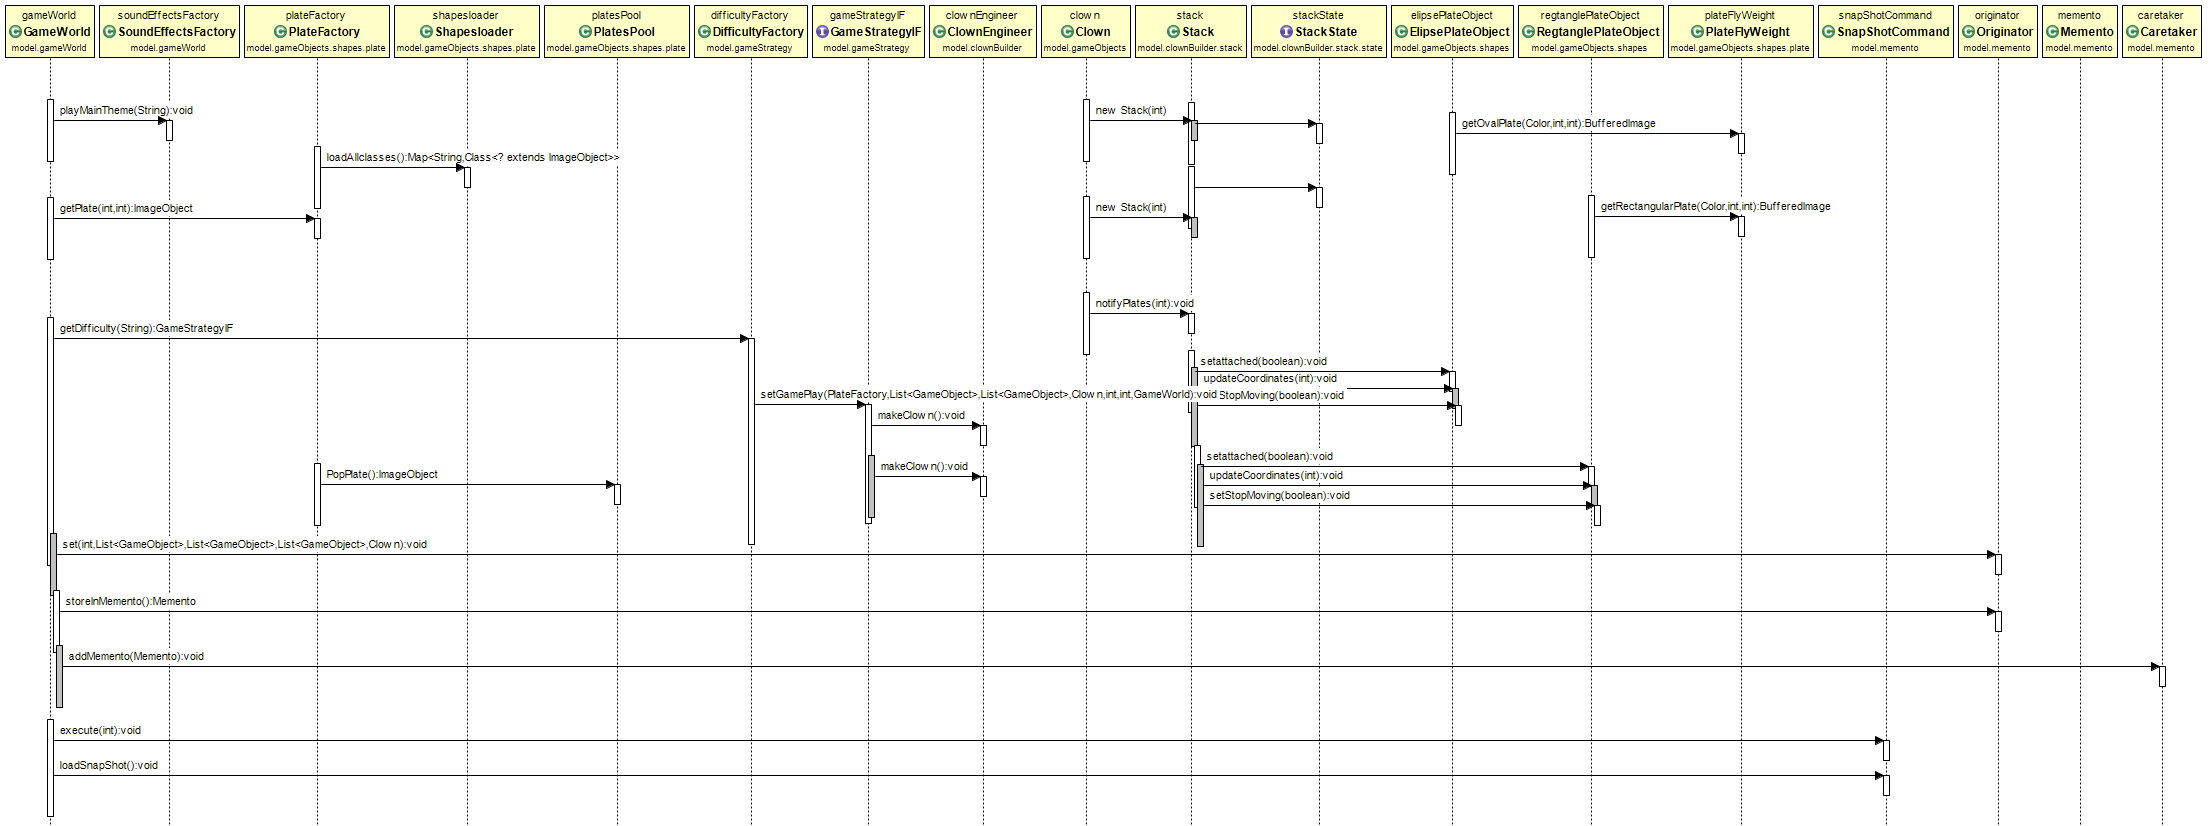 gameWorld
GameWorld
model.gameWorld
soundEffectsFactory
SoundEffectsFactory
model.gameWorld
plateFactory
PlateFactory
model.gameObjects.shapes.plate
shapesloader
Shapesloader
model.gameObjects.shapes.plate
platesPool
PlatesPool
model.gameObjects.shapes.plate
difficultyFactory
DifficultyFactory
model.gameStrategy
gameStrategyIF
GameStrategyIF
model.gameStrategy
clownEngineer
ClownEngineer
model.clownBuilder
clown
Clown
model.gameObjects
stack
Stack
model.clownBuilder.stack
stackState
StackState
model.clownBuilder.stack.state
elipsePlateObject
ElipsePlateObject
model.gameObjects.shapes
regtanglePlateObject
RegtanglePlateObject
model.gameObjects.shapes
plateFlyWeight
PlateFlyWeight
model.gameObjects.shapes.plate
snapShotCommand
SnapShotCommand
model.memento
originator
Originator
model.memento
memento
Memento
model.memento
caretaker
Caretaker
model.memento
playMainTheme(String):void
new Stack(int)
getOvalPlate(Color,int,int):BufferedImage
loadAllclasses():Map<String,Class<? extends ImageObject>>
getPlate(int,int):ImageObject
new Stack(int)
getRectangularPlate(Color,int,int):BufferedImage
notifyPlates(int):void
getDifficulty(String):GameStrategyIF
setattached(boolean):void
updateCoordinates(int):void
setGamePlay(PlateFactory,List<GameObject>,List<GameObject>,Clown,int,int,GameWorld):void
StopMoving(boolean):void
makeClown():void
setattached(boolean):void
makeClown():void
PopPlate():ImageObject
updateCoordinates(int):void
setStopMoving(boolean):void
set(int,List<GameObject>,List<GameObject>,List<GameObject>,Clown):void
storeInMemento():Memento
addMemento(Memento):void
execute(int):void
loadSnapShot():void